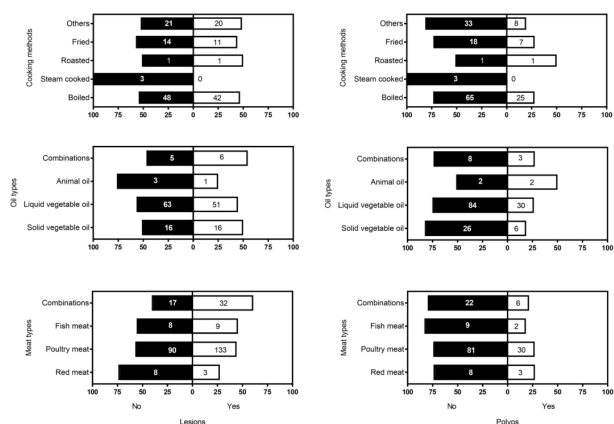 Cooking methods
Others 21 20
Fried 14 11
Roasted 1 1
Steam cooked 3 0
Boiled 48 42
100 75 50 25 0 25 50 75 100
Cooking methods
Others 33 8
Fried 18 7
Roasted 1 1
Steam cooked 3 0
Boiled 65 25
100 75 50 25 0 25 50 75 100
Oil types
Combinations 5 6
Animal oil 3 1
Liquid vegetable oil 63 51
Solid vegetable oil 16 16
100 75 50 25 0 25 50 75 100
Oil types
Combinations 8 3
Animal oil 2 2
Liquid vegetable oil 84 30
Solid vegetable oil 26 6
100 75 50 25 0 25 50 75 100
Meat types
Combinations 17 32
Fish meat 8 9
Poultry meat 90 133
Red meat 8 3
100 75 50 25 0 25 50 75 100
No Yes
Lesions
Meat types
Combinations 22 6
Fish meat 9 2
Poultry meat 81 30
Red meat 8 3
100 75 50 25 0 25 50 75 100
No Yes
Polyps